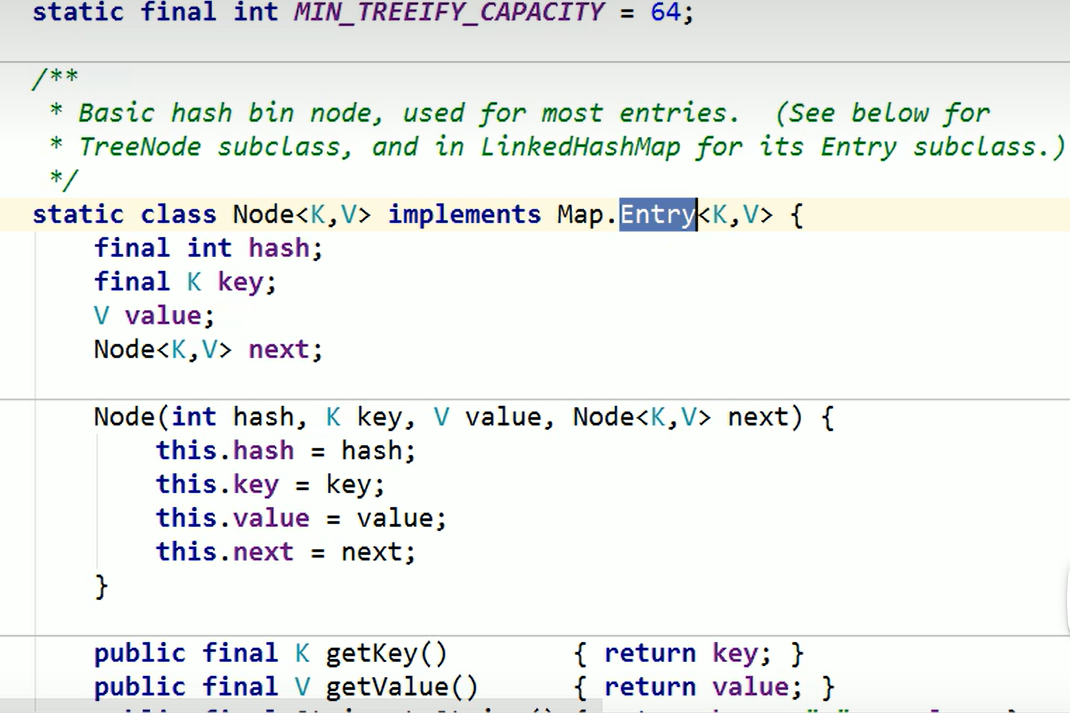 static final int MIN_TREEIFY_CAPACITY = 64;
/**
* Basic hash bin node, used for most entries.  (See below for
* TreeNode subclass, and in LinkedHashMap for its Entry subclass.)
*/
static class Node<K,V> implements Map.Entry<K,V> {
final int hash;
final K key;
V value;
Node<K,V> next;
Node(int hash, K key, V value, Node<K,V> next) {
this.hash = hash;
this.key = key;
this.value = value;
this.next = next;
}
public final K getKey()        { return key; }
public final V getValue()      { return value; }